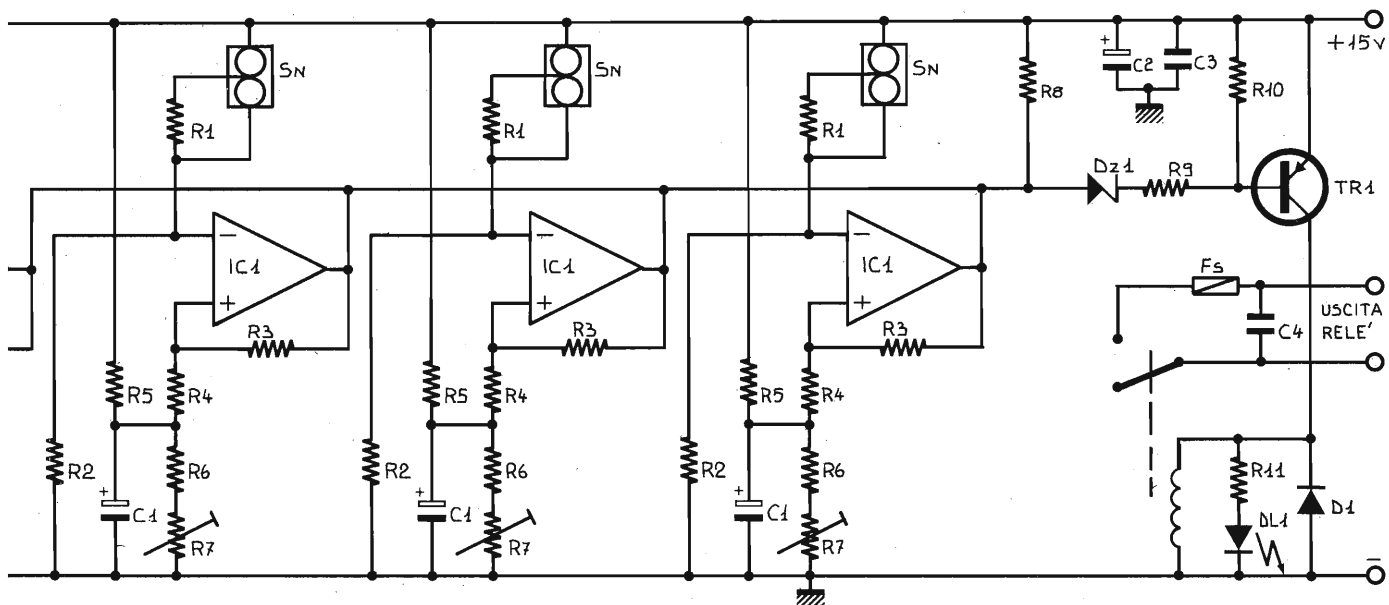 +15V
SN
SN
SN
R1
R1
R1
R8
+
C2
C3
R10
DZ1
R9
TR1
−
IC1
+
−
IC1
+
−
IC1
+
R3
R3
R3
FS
C4
USCITA
RELE'
R5
R4
R5
R4
R5
R4
R2
R6
R2
R6
R2
R6
R11
+
C1
R7
+
C1
R7
+
C1
R7
DL1
D1
−